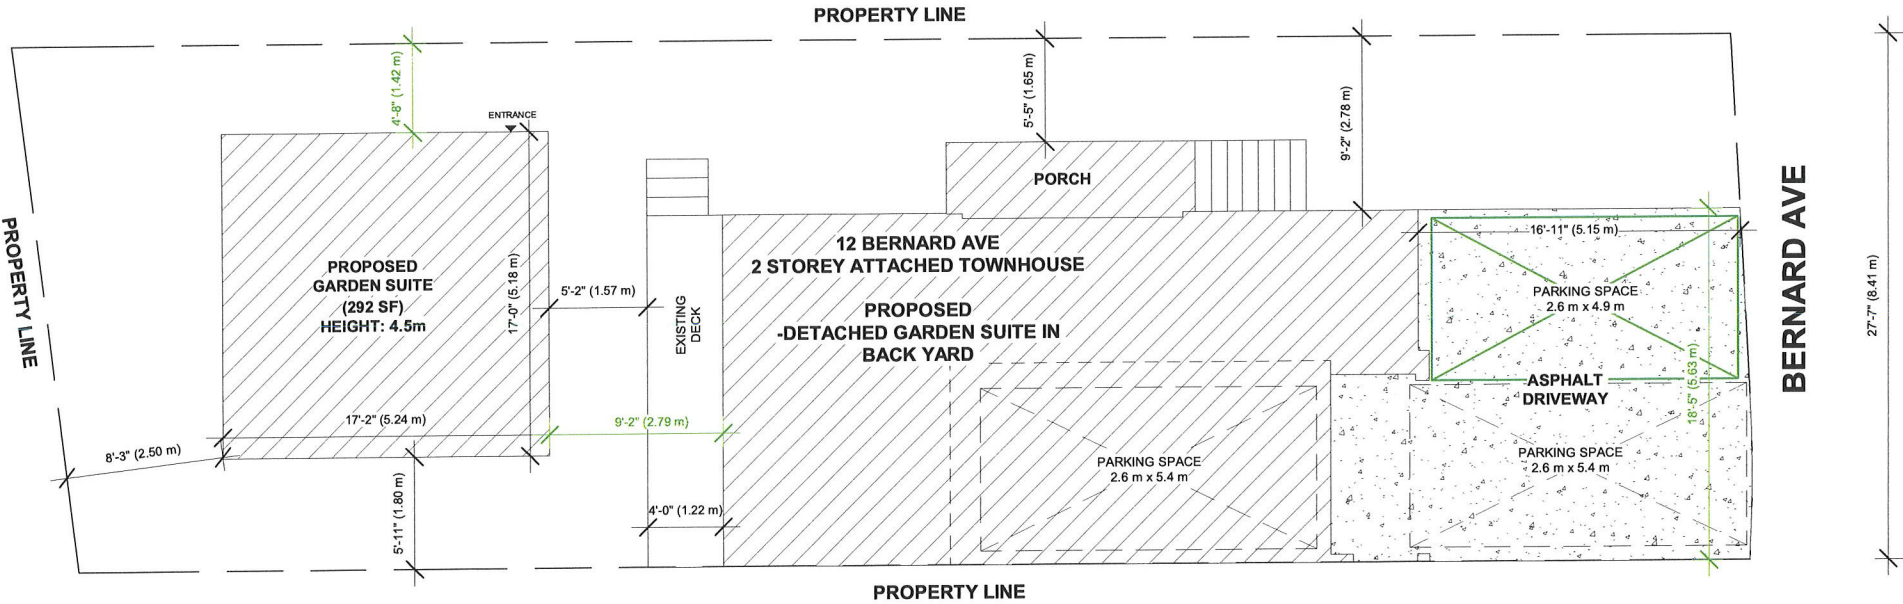 PROPERTY LINE
4'-8" (1.42 m)
ENTRANCE
5'-5" (1.65 m)
9'-2" (2.78 m)
PORCH
PROPERTY LINE
PROPOSED
GARDEN SUITE
(292 SF)
HEIGHT: 4.5m
17'-0" (5.18 m)
5'-2" (1.57 m)
EXISTING
DECK
12 BERNARD AVE
2 STOREY ATTACHED TOWNHOUSE
PROPOSED
-DETACHED GARDEN SUITE IN
BACK YARD
16'-11" (5.15 m)
PARKING SPACE
2.6 m x 4.9 m
BERNARD AVE
27'-7" (8.41 m)
18'-5" (5.63 m)
ASPHALT
DRIVEWAY
17'-2" (5.24 m)
9'-2" (2.79 m)
8'-3" (2.50 m)
PARKING SPACE
2.6 m x 5.4 m
PARKING SPACE
2.6 m x 5.4 m
5'-11" (1.80 m)
4'-0" (1.22 m)
PROPERTY LINE